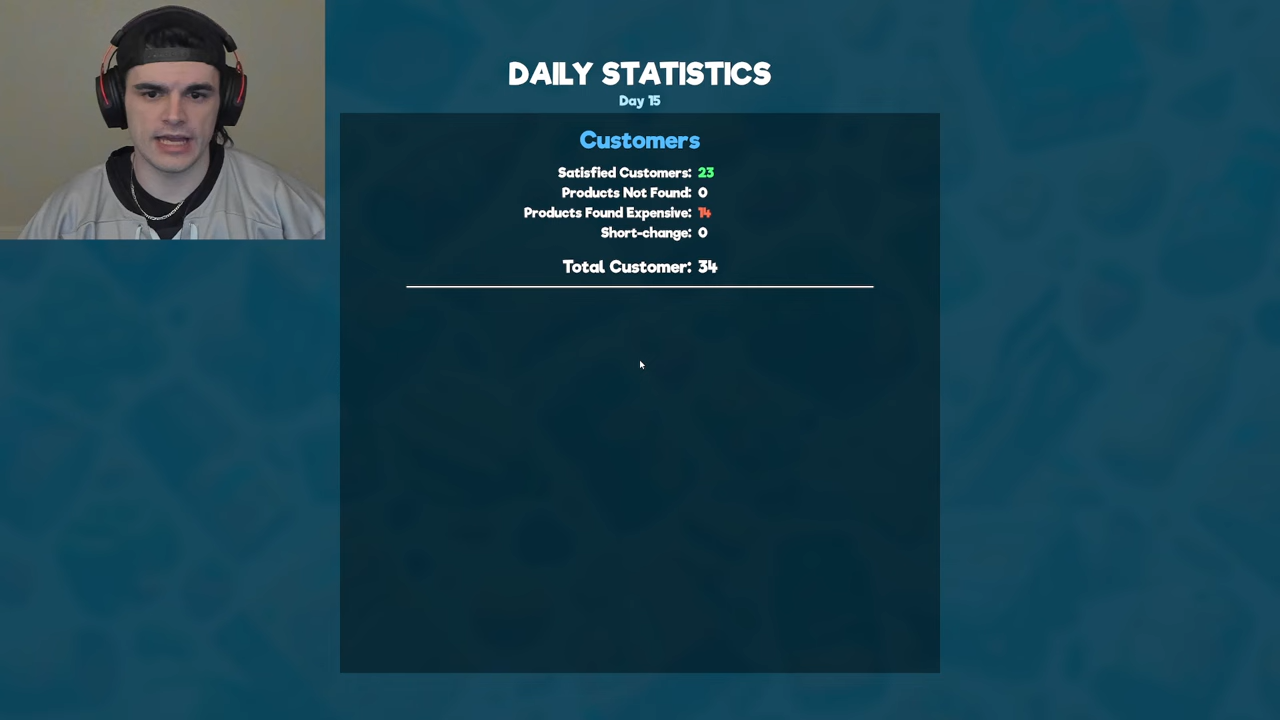 DAILY STATISTICS
Day 15
Customers
Satisfied Customers: 23
Products Not Found: 0
Products Found Expensive: 14
Short-change: 0
Total Customer: 34